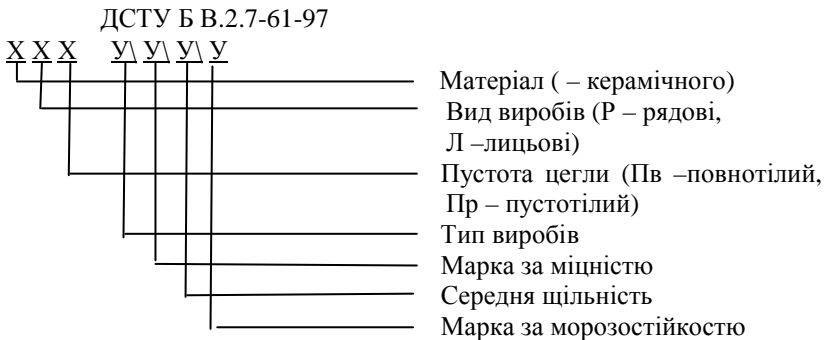 ДСТУ Б В.2.7-61-97
Х Х Х У\ У\ У\ У
Матеріал ( – керамічного)
Вид виробів (Р – рядові,
Л –лицьові)
Пустота цегли (Пв –повнотілий,
Пр – пустотілий)
Тип виробів
Марка за міцністю
Середня щільність
Марка за морозостійкостю